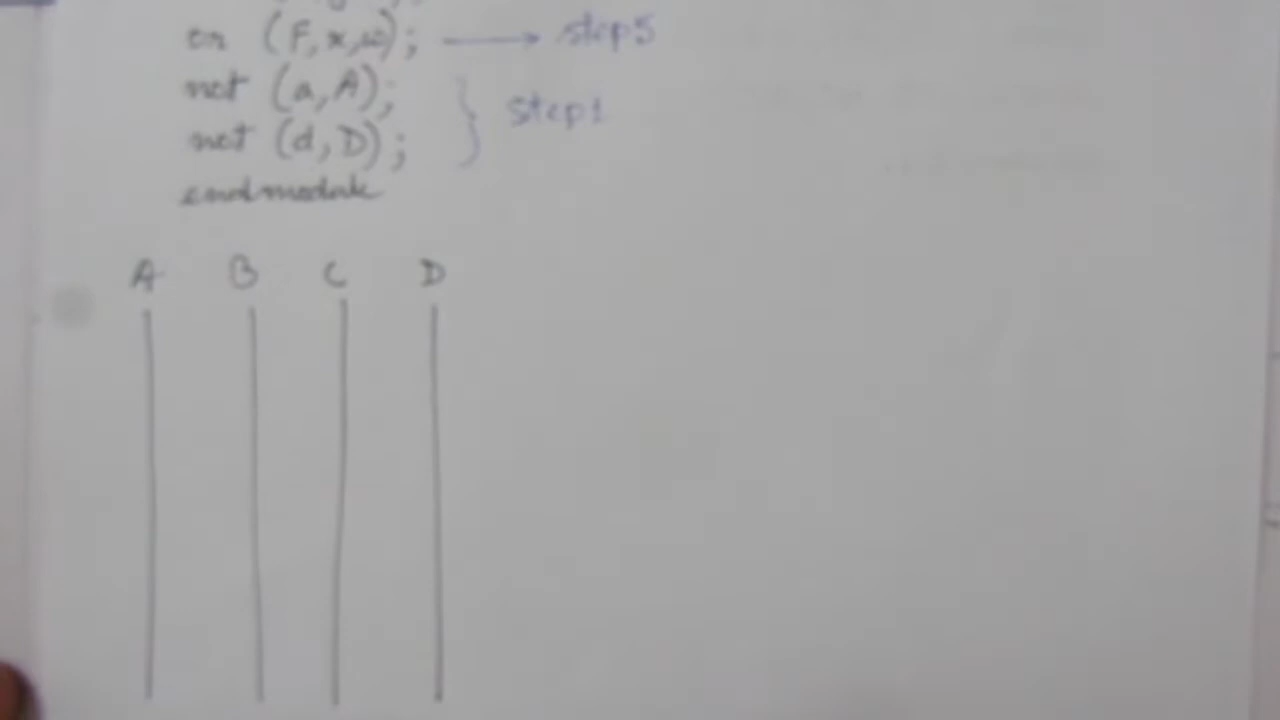 or (F,x,w); → step5
not (a,A);
not (d,D); } step1
endmodule
A B C D